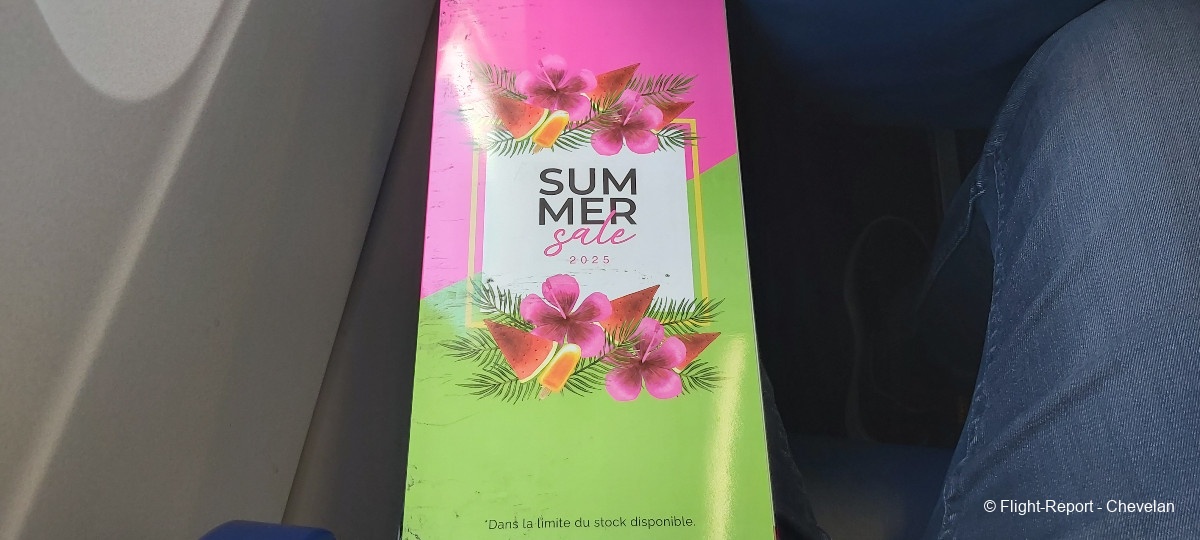 SUM
MER
sale
2025
*Dans la limite du stock disponible.
© Flight-Report - Chevelan